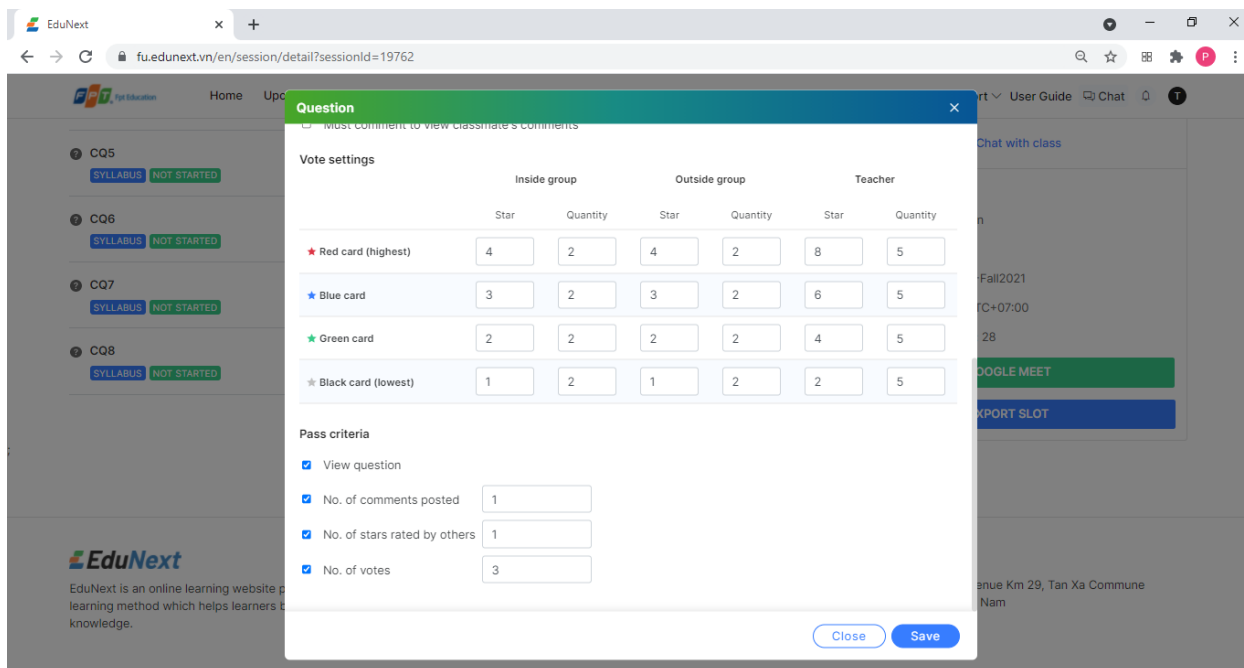 EduNext
fu.edunext.vn/en/session/detail?sessionId=19762
P
FPT Fpt Education
Home
Upc
rt
User Guide
Chat
T
Question
Must comment to view classmate's comments
Vote settings
Inside group Outside group Teacher
Star Quantity Star Quantity Star Quantity
Red card (highest) 4 2 4 2 8 5
Blue card 3 2 3 2 6 5
Green card 2 2 2 2 4 5
Black card (lowest) 1 2 1 2 2 5
Pass criteria
View question
No. of comments posted 1
No. of stars rated by others 1
No. of votes 3
Close Save
CQ5
SYLLABUS NOT STARTED
CQ6
SYLLABUS NOT STARTED
CQ7
SYLLABUS NOT STARTED
CQ8
SYLLABUS NOT STARTED
Chat with class
n
-Fall2021
TC+07:00
28
OOGLE MEET
XPORT SLOT
EduNext
EduNext is an online learning website p
learning method which helps learners b
knowledge.
enue Km 29, Tan Xa Commune
Nam